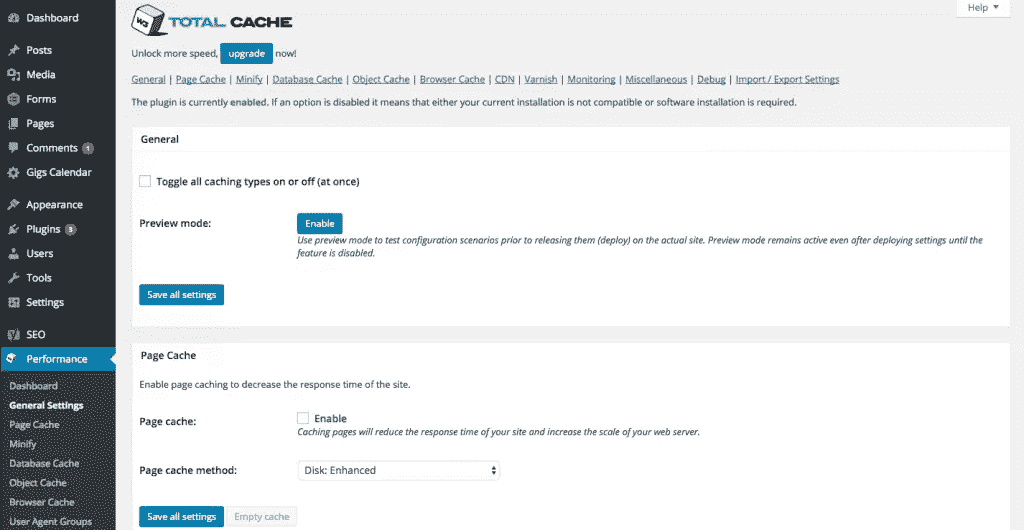 Dashboard
Posts
Media
Forms
Pages
Comments 1
Gigs Calendar
Appearance
Plugins 3
Users
Tools
Settings
SEO
Performance
Dashboard
General Settings
Page Cache
Minify
Database Cache
Object Cache
Browser Cache
User Agent Groups
Help
W3 TOTAL CACHE
Unlock more speed, upgrade now!
General | Page Cache | Minify | Database Cache | Object Cache | Browser Cache | CDN | Varnish | Monitoring | Miscellaneous | Debug | Import / Export Settings
The plugin is currently enabled. If an option is disabled it means that either your current installation is not compatible or software installation is required.
General
Toggle all caching types on or off (at once)
Preview mode: Enable
Use preview mode to test configuration scenarios prior to releasing them (deploy) on the actual site. Preview mode remains active even after deploying settings until the
feature is disabled.
Save all settings
Page Cache
Enable page caching to decrease the response time of the site.
Page cache: Enable
Caching pages will reduce the response time of your site and increase the scale of your web server.
Page cache method: Disk: Enhanced
Save all settings Empty cache